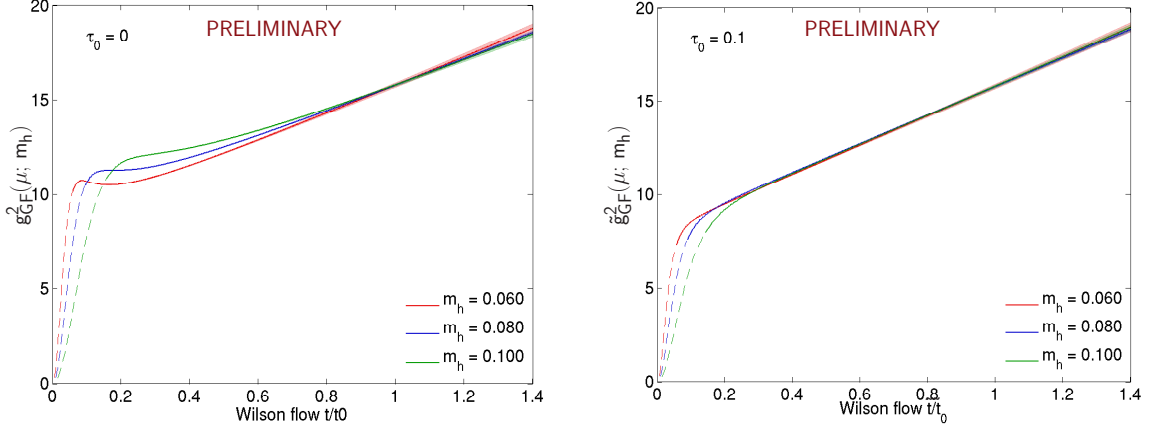 PRELIMINARY
τ0 = 0
20
15
10
5
0
g²GF(μ; mh)
mh = 0.060
mh = 0.080
mh = 0.100
0 0.2 0.4 0.6 0.8 1 1.2 1.4
Wilson flow t/t0
PRELIMINARY
τ0 = 0.1
20
15
10
5
0
g̃²GF(μ; mh)
mh = 0.060
mh = 0.080
mh = 0.100
0 0.2 0.4 0.6 0.8 1 1.2 1.4
Wilson flow t/t0